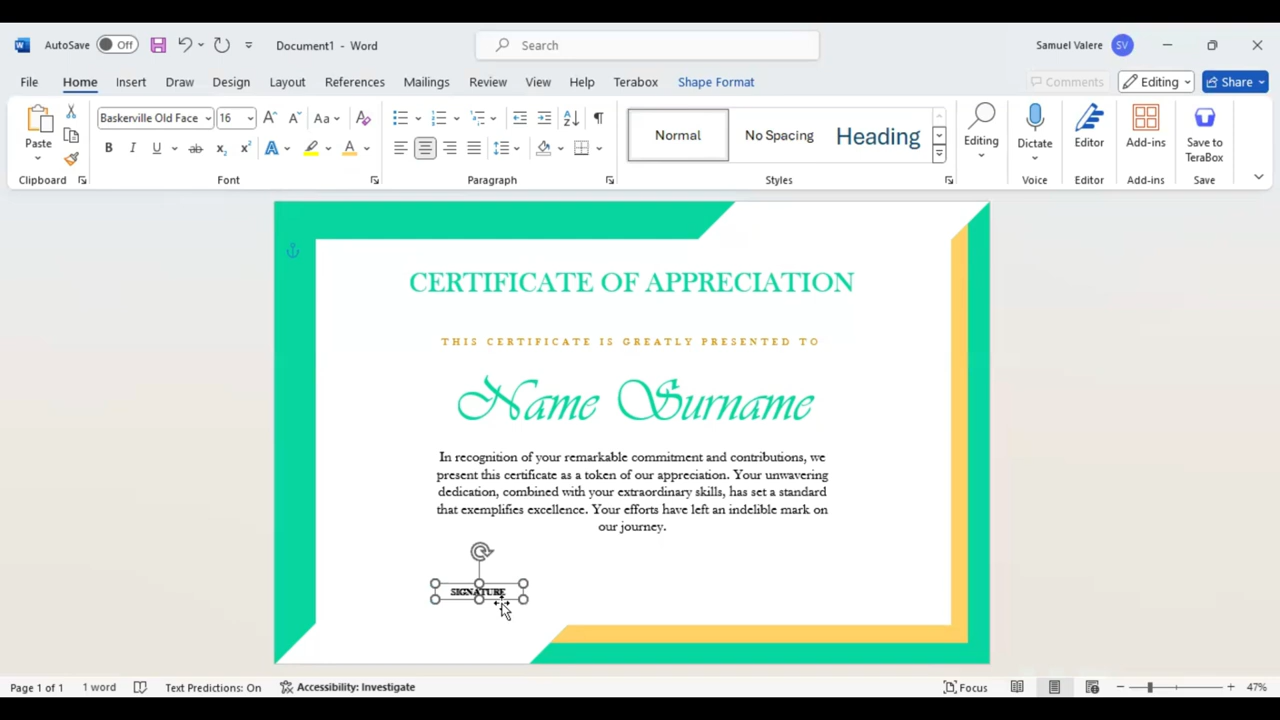 AutoSave Off Document1 - Word Search Samuel Valere SV
File Home Insert Draw Design Layout References Mailings Review View Help Terabox Shape Format Comments Editing Share
Paste Baskerville Old Face 16 Aa Normal No Spacing Heading Editing Dictate Editor Add-ins Save to TeraBox
Clipboard Font Paragraph Styles Voice Editor Add-ins Save
CERTIFICATE OF APPRECIATION
THIS CERTIFICATE IS GREATLY PRESENTED TO
Name Surname
In recognition of your remarkable commitment and contributions, we
present this certificate as a token of our appreciation. Your unwavering
dedication, combined with your extraordinary skills, has set a standard
that exemplifies excellence. Your efforts have left an indelible mark on
our journey.
SIGNATURE
Page 1 of 1 1 word Text Predictions: On Accessibility: Investigate Focus 47%